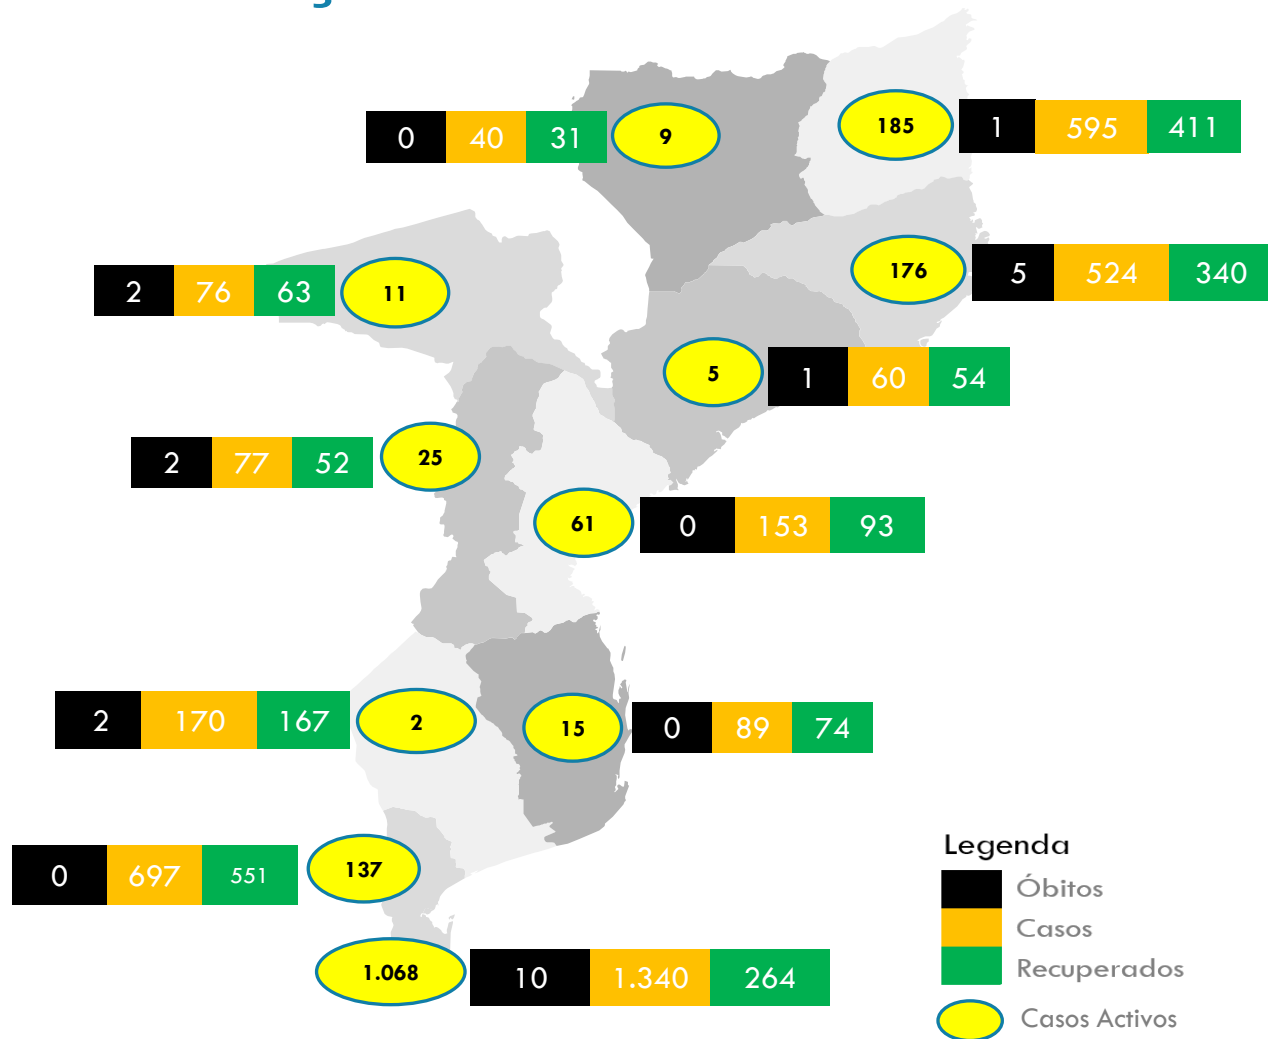 0 40 31 9
185 1 595 411
176 5 524 340
2 76 63 11
5 1 60 54
2 77 52 25
61 0 153 93
2 170 167 2
15 0 89 74
0 697 551 137
1.068 10 1.340 264
Legenda
Óbitos
Casos
Recuperados
Casos Activos